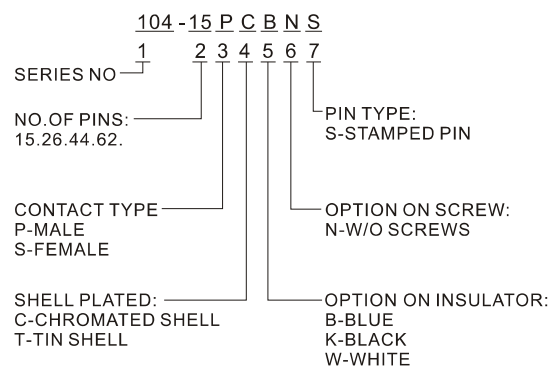 104-15 P C B N S
1 2 3 4 5 6 7
SERIES NO
NO.OF PINS:
15.26.44.62.
PIN TYPE:
S-STAMPED PIN
CONTACT TYPE
P-MALE
S-FEMALE
OPTION ON SCREW:
N-W/O SCREWS
SHELL PLATED:
C-CHROMATED SHELL
T-TIN SHELL
OPTION ON INSULATOR:
B-BLUE
K-BLACK
W-WHITE